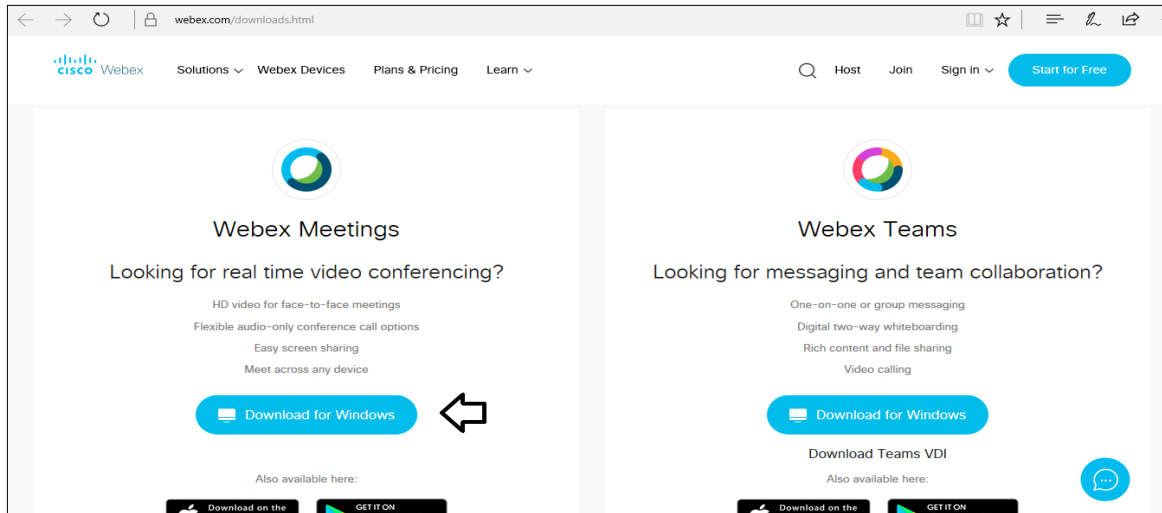 webex.com/downloads.html
CISCO Webex Solutions Webex Devices Plans & Pricing Learn Host Join Sign in Start for Free
Webex Meetings
Looking for real time video conferencing?
HD video for face-to-face meetings
Flexible audio-only conference call options
Easy screen sharing
Meet across any device
Download for Windows
Also available here:
Download on the
GET IT ON
Webex Teams
Looking for messaging and team collaboration?
One-on-one or group messaging
Digital two-way whiteboarding
Rich content and file sharing
Video calling
Download for Windows
Download Teams VDI
Also available here:
Download on the
GET IT ON